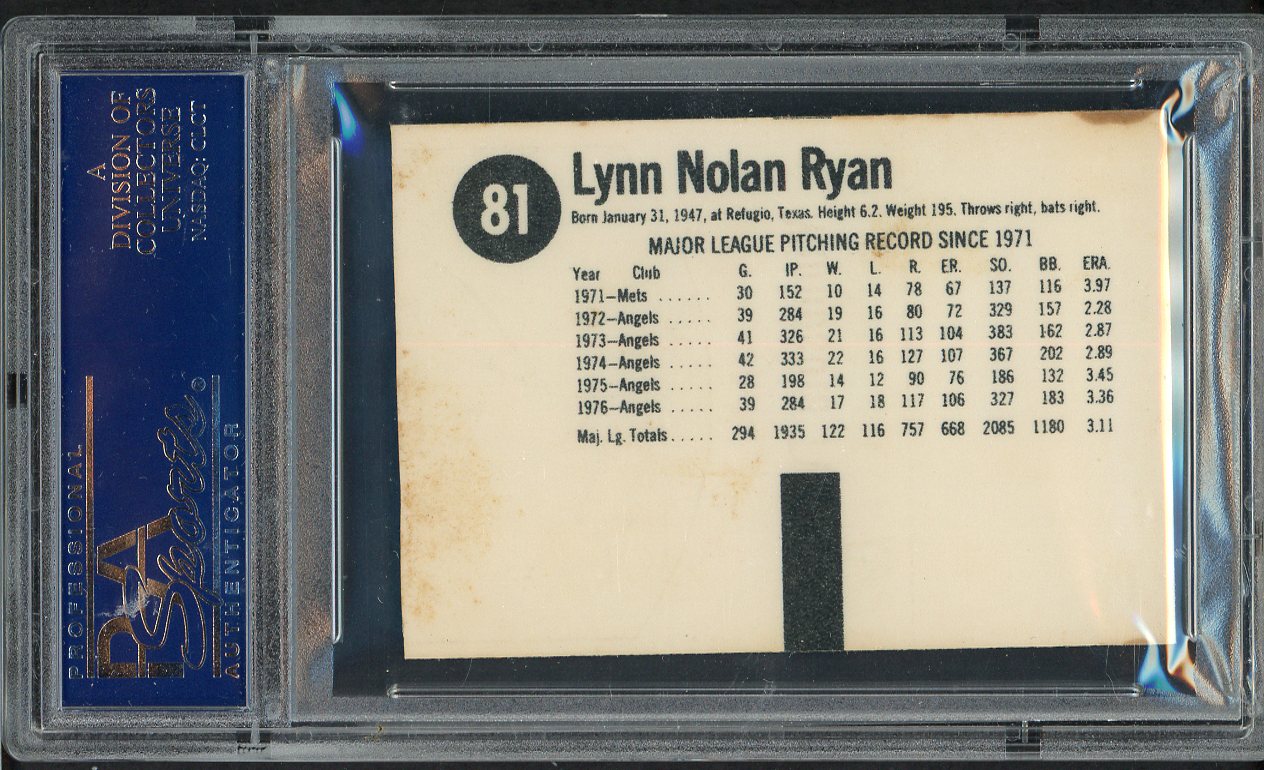 A
DIVISION OF
COLLECTORS
UNIVERSE
NASDAQ: CLCT
PROFESSIONAL
PSA
Sports®
AUTHENTICATOR
81
Lynn Nolan Ryan
Born January 31, 1947, at Refugio, Texas. Height 6.2. Weight 195. Throws right, bats right.
MAJOR LEAGUE PITCHING RECORD SINCE 1971
Year Club G. IP. W. L. R. ER. SO. BB. ERA.
1971—Mets ...... 30 152 10 14 78 67 137 116 3.97
1972—Angels ..... 39 284 19 16 80 72 329 157 2.28
1973—Angels ..... 41 326 21 16 113 104 383 162 2.87
1974—Angels ..... 42 333 22 16 127 107 367 202 2.89
1975—Angels ..... 28 198 14 12 90 76 186 132 3.45
1976—Angels ..... 39 284 17 18 117 106 327 183 3.36
Maj. Lg. Totals ..... 294 1935 122 116 757 668 2085 1180 3.11